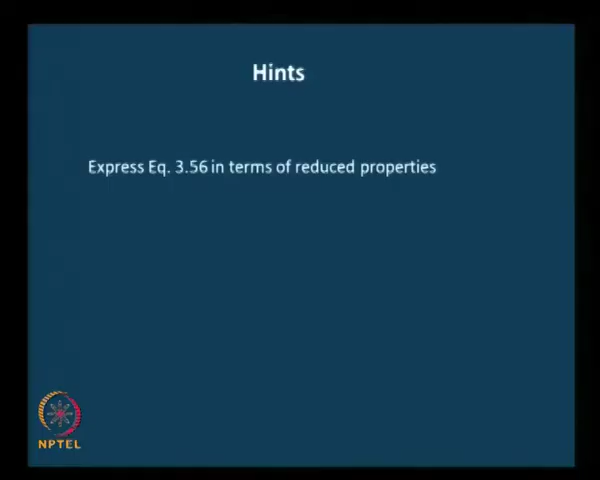 Hints
Express Eq. 3.56 in terms of reduced properties
NPTEL